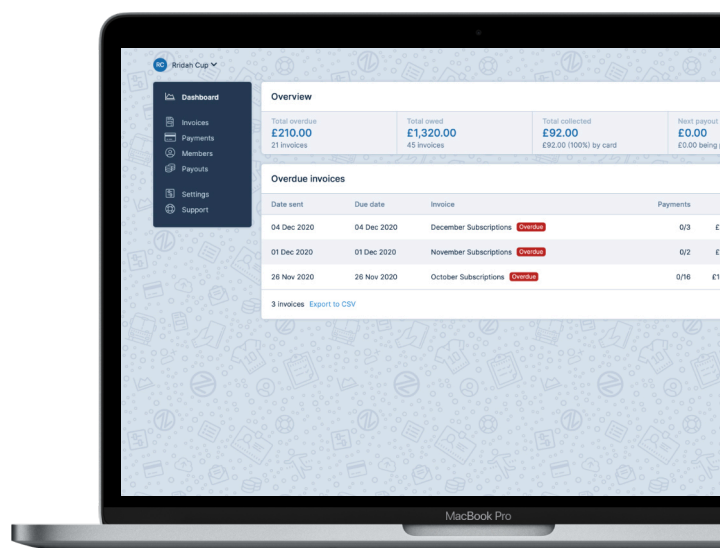 RC Rridah Cup
Dashboard
Invoices
Payments
Members
Payouts
Settings
Support
Overview
Total overdue Total owed Total collected Next payout
£210.00 £1,320.00 £92.00 £0.00
21 invoices 45 invoices £92.00 (100%) by card £0.00 being
Overdue invoices
Date sent Due date Invoice Payments
04 Dec 2020 04 Dec 2020 December Subscriptions Overdue 0/3 £
01 Dec 2020 01 Dec 2020 November Subscriptions Overdue 0/2 £
26 Nov 2020 26 Nov 2020 October Subscriptions Overdue 0/16 £1
3 invoices Export to CSV
MacBook Pro